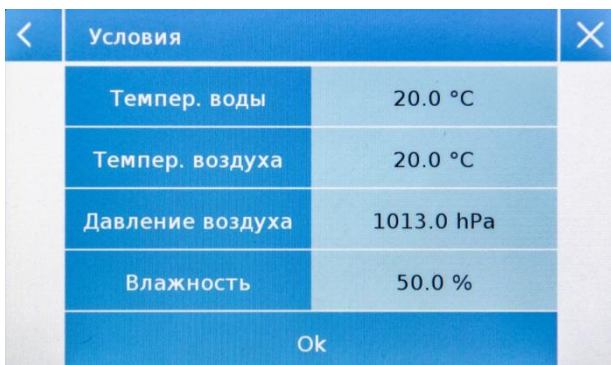 Условия
Темпер. воды 20.0 °C
Темпер. воздуха 20.0 °C
Давление воздуха 1013.0 hPa
Влажность 50.0 %
Ok